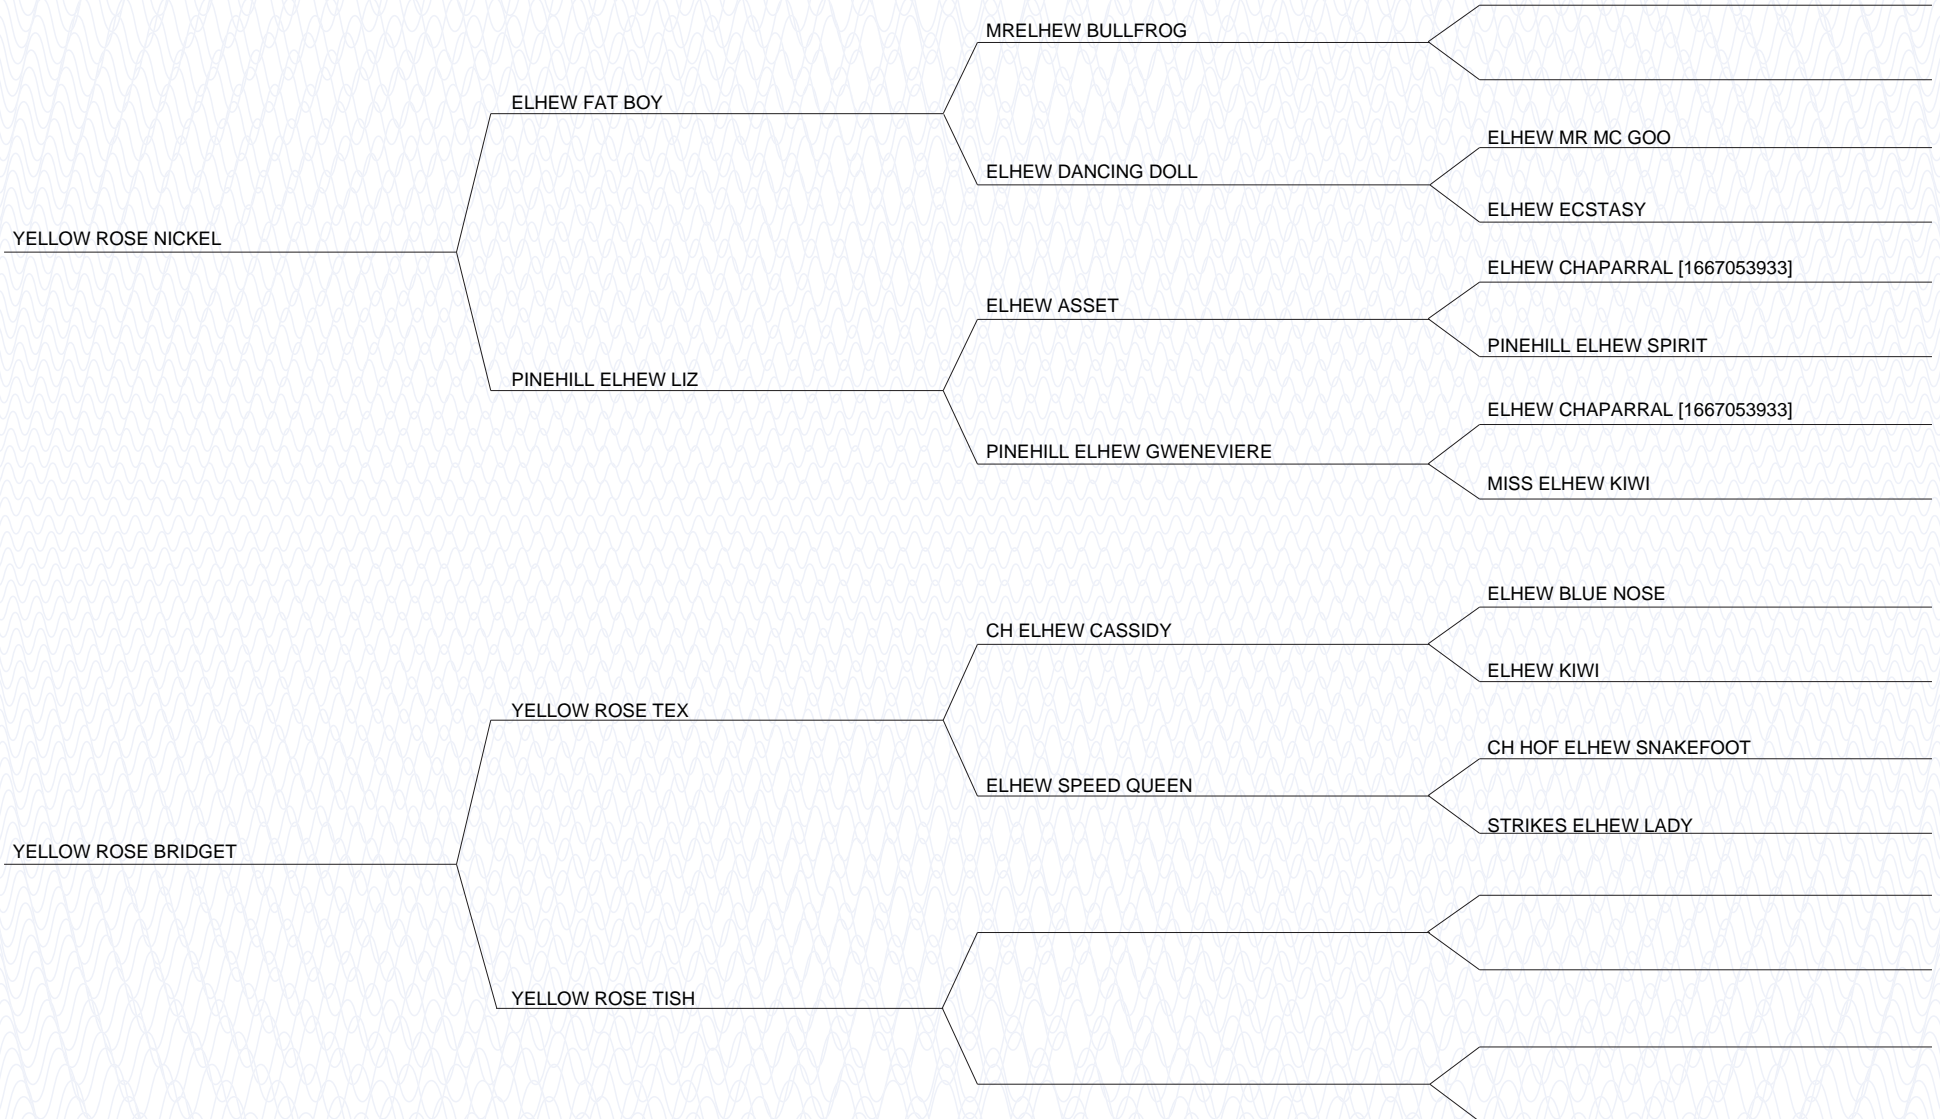 MRELHEW BULLFROG
ELHEW FAT BOY
ELHEW MR MC GOO
ELHEW DANCING DOLL
ELHEW ECSTASY
YELLOW ROSE NICKEL
ELHEW CHAPARRAL [1667053933]
ELHEW ASSET
PINEHILL ELHEW SPIRIT
PINEHILL ELHEW LIZ
ELHEW CHAPARRAL [1667053933]
PINEHILL ELHEW GWENEVIERE
MISS ELHEW KIWI
ELHEW BLUE NOSE
CH ELHEW CASSIDY
ELHEW KIWI
YELLOW ROSE TEX
CH HOF ELHEW SNAKEFOOT
ELHEW SPEED QUEEN
STRIKES ELHEW LADY
YELLOW ROSE BRIDGET
YELLOW ROSE TISH